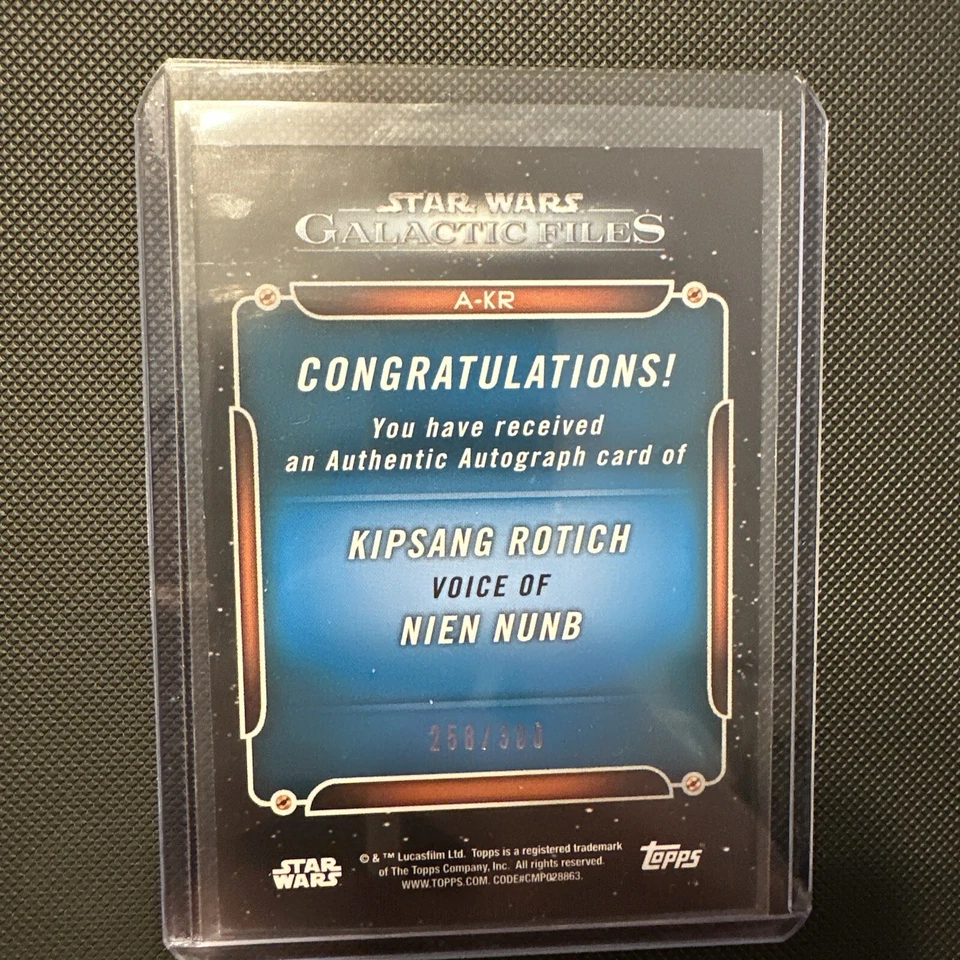 STAR WARS
GALACTIC FILES
A-KR
CONGRATULATIONS!
You have received
an Authentic Autograph card of
KIPSANG ROTICH
VOICE OF
NIEN NUNB
STAR
WARS
© & ™ Lucasfilm Ltd. Topps is a registered trademark
of The Topps Company, Inc. All rights reserved.
WWW.TOPPS.COM. CODE#CMP028863.
topps